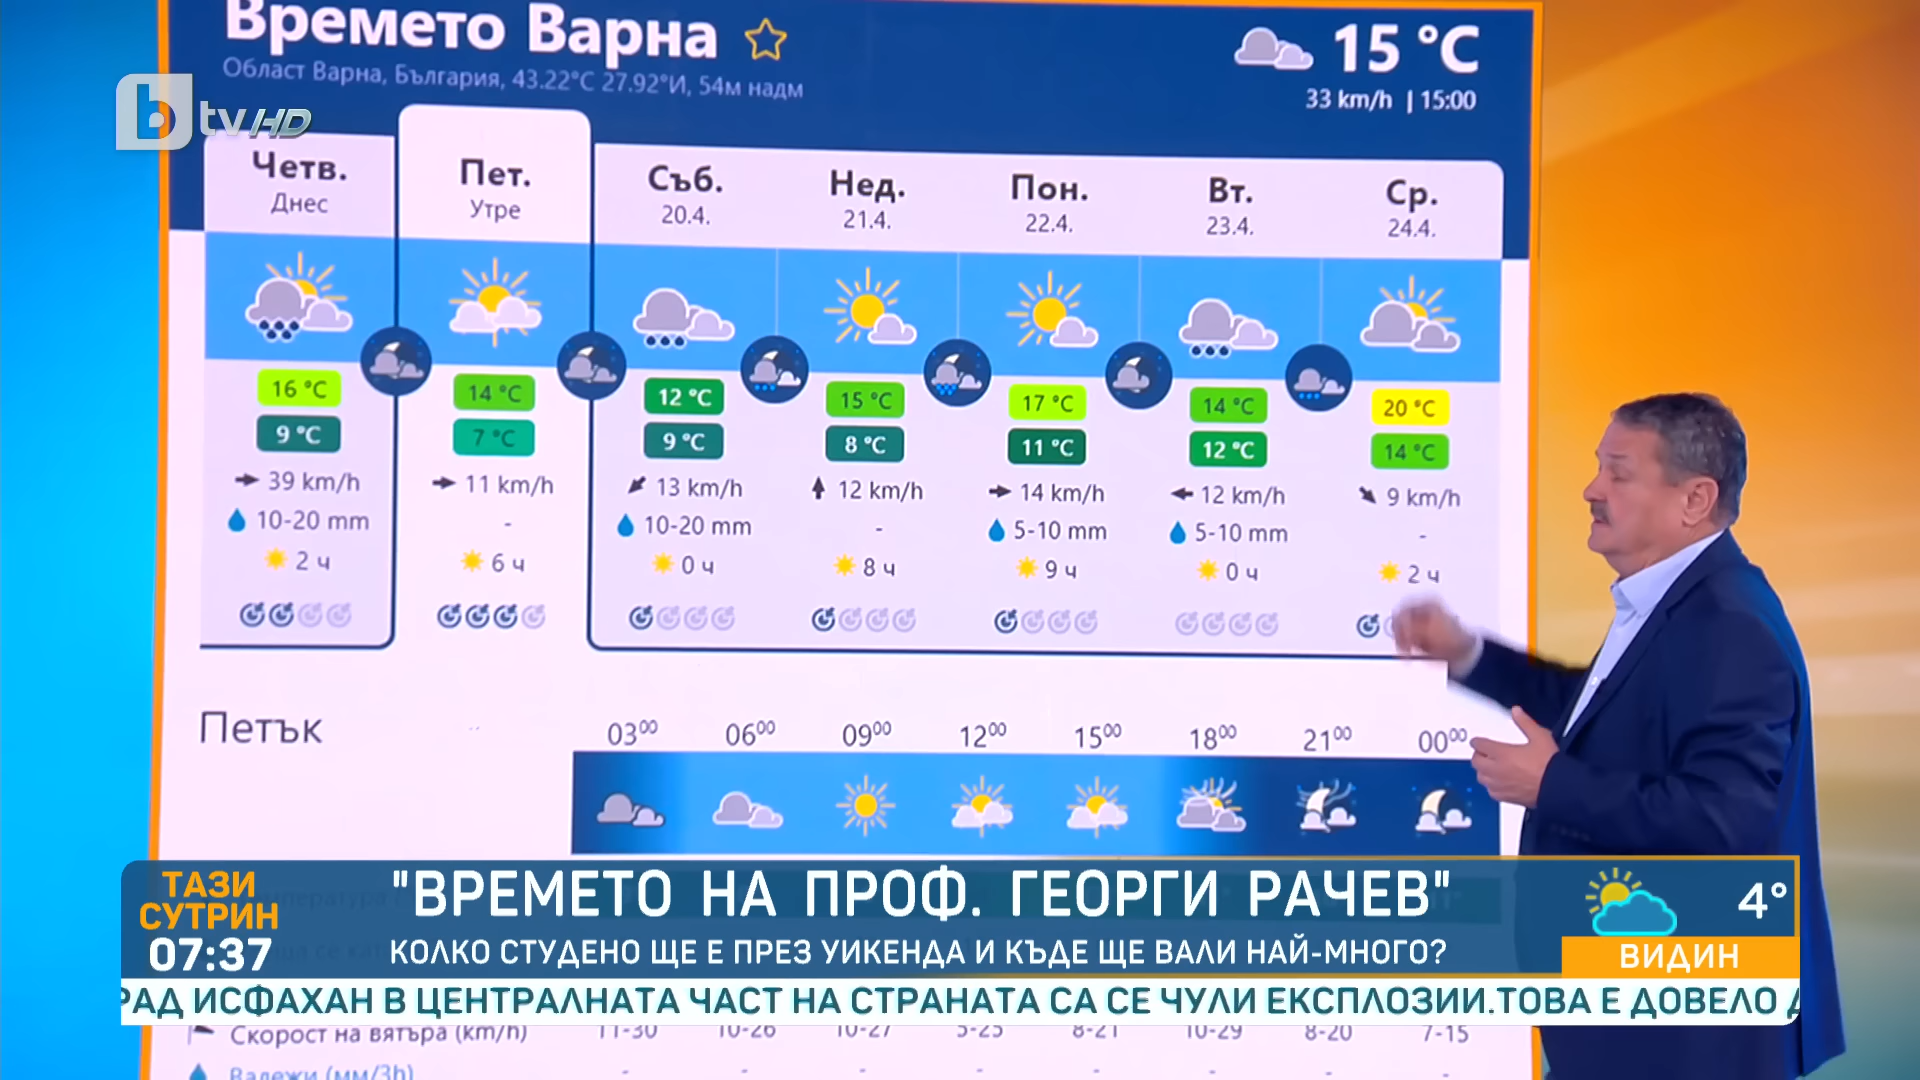 Времето Варна
Област Варна, България, 43.22°С 27.92°И, 54м надм
15 °C
33 km/h | 15:00
btv HD
Четв. Пет. Съб. Нед. Пон. Вт. Ср.
Днес Утре 20.4. 21.4. 22.4. 23.4. 24.4.
16 °C 14 °C 12 °C 15 °C 17 °C 14 °C 20 °C
9 °C 7 °C 9 °C 8 °C 11 °C 12 °C 14 °C
39 km/h 11 km/h 13 km/h 12 km/h 14 km/h 12 km/h 9 km/h
10-20 mm - 10-20 mm - 5-10 mm 5-10 mm -
2 ч 6 ч 0 ч 8 ч 9 ч 0 ч 2 ч
Петък
03⁰⁰ 06⁰⁰ 09⁰⁰ 12⁰⁰ 15⁰⁰ 18⁰⁰ 21⁰⁰ 00⁰⁰
ТАЗИ
СУТРИН
07:37
"ВРЕМЕТО НА ПРОФ. ГЕОРГИ РАЧЕВ"
КОЛКО СТУДЕНО ЩЕ Е ПРЕЗ УИКЕНДА И КЪДЕ ЩЕ ВАЛИ НАЙ-МНОГО?
4°
ВИДИН
РАД ИСФАХАН В ЦЕНТРАЛНАТА ЧАСТ НА СТРАНАТА СА СЕ ЧУЛИ ЕКСПЛОЗИИ.ТОВА Е ДОВЕЛО Д
Скорост на вятъра (km/h) 11-30 10-26 10-27 5-25 8-21 10-29 8-20 7-15
Валежи (мм/3h) - - - - - - - -